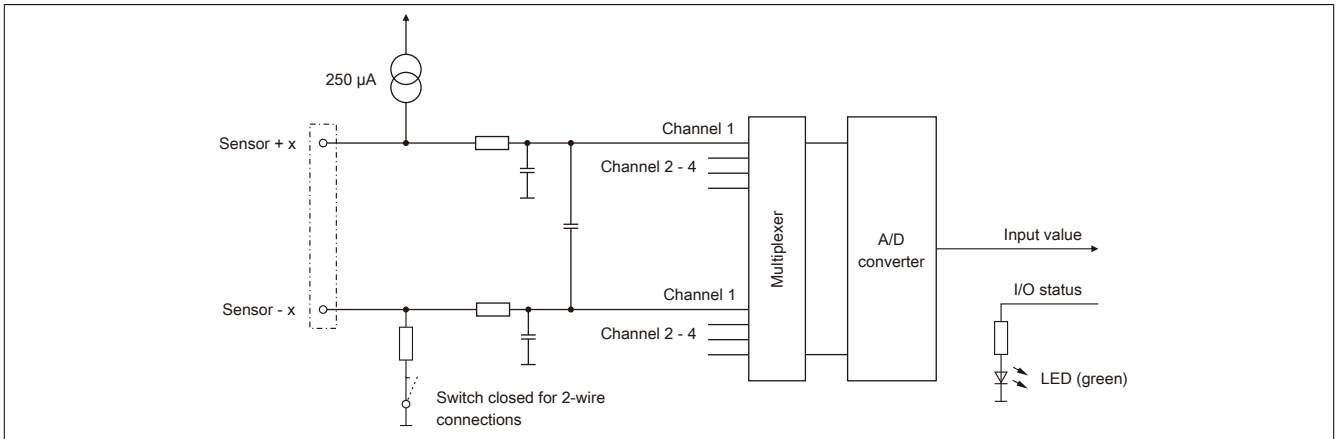 250 µA
Sensor + x
Channel 1
Channel 2 - 4
Multiplexer
A/D
converter
Input value
I/O status
Sensor - x
Channel 1
Channel 2 - 4
LED (green)
Switch closed for 2-wire
connections